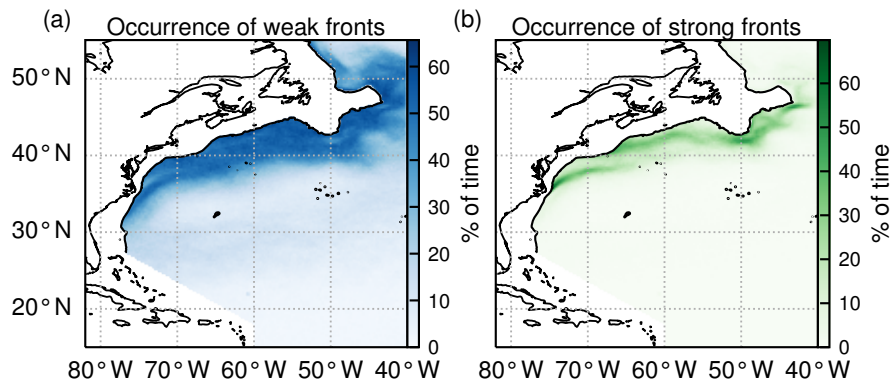 (a)
Occurrence of weak fronts
50° N
40° N
30° N
20° N
80° W 70° W 60° W 50° W 40° W
60
50
40
30
20
10
0
% of time
(b)
Occurrence of strong fronts
80° W 70° W 60° W 50° W 40° W
60
50
40
30
20
10
0
% of time